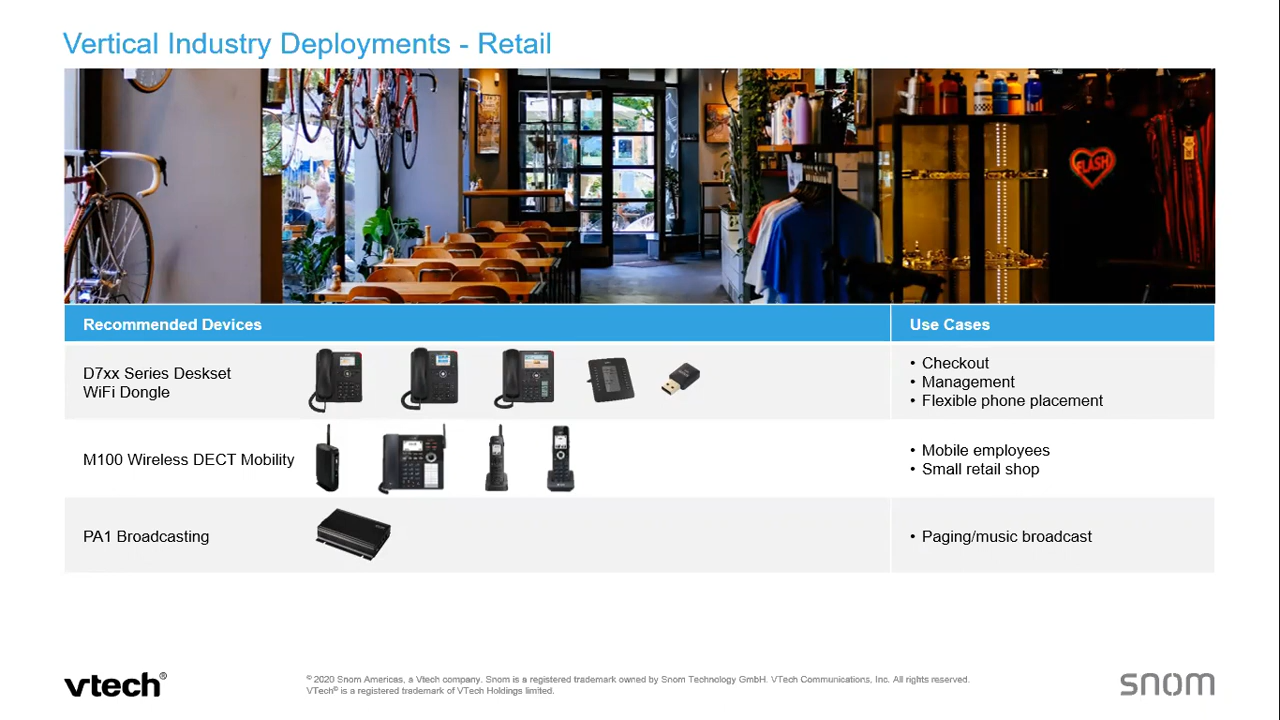 Vertical Industry Deployments - Retail
FLASH
Recommended Devices
Use Cases
D7xx Series Deskset
WiFi Dongle
• Checkout
• Management
• Flexible phone placement
M100 Wireless DECT Mobility
• Mobile employees
• Small retail shop
PA1 Broadcasting
• Paging/music broadcast
vtech®
© 2020 Snom Americas, a Vtech company. Snom is a registered trademark owned by Snom Technology GmbH. VTech Communications, Inc. All rights reserved.
VTech® is a registered trademark of VTech Holdings limited.
snom